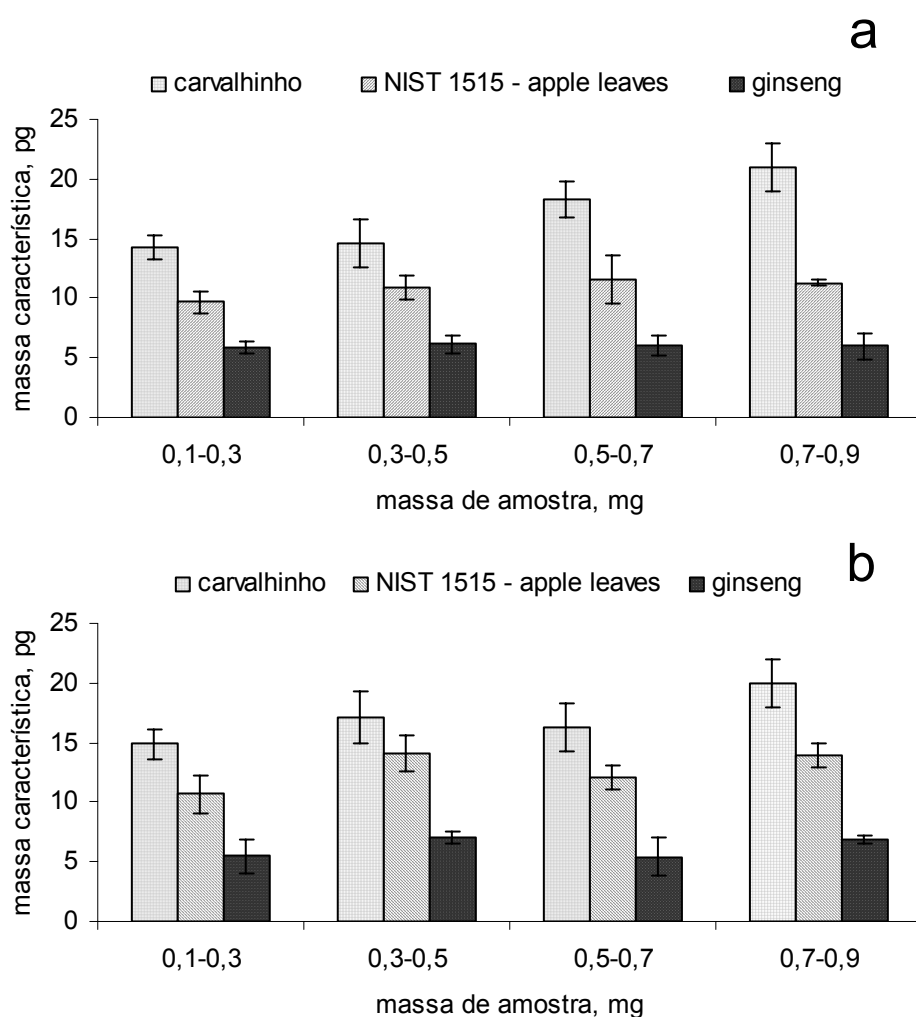 a
carvalhinho NIST 1515 - apple leaves ginseng
massa característica, pg
25
20
15
10
5
0
0,1-0,3 0,3-0,5 0,5-0,7 0,7-0,9
massa de amostra, mg
b
carvalhinho NIST 1515 - apple leaves ginseng
massa característica, pg
25
20
15
10
5
0
0,1-0,3 0,3-0,5 0,5-0,7 0,7-0,9
massa de amostra, mg